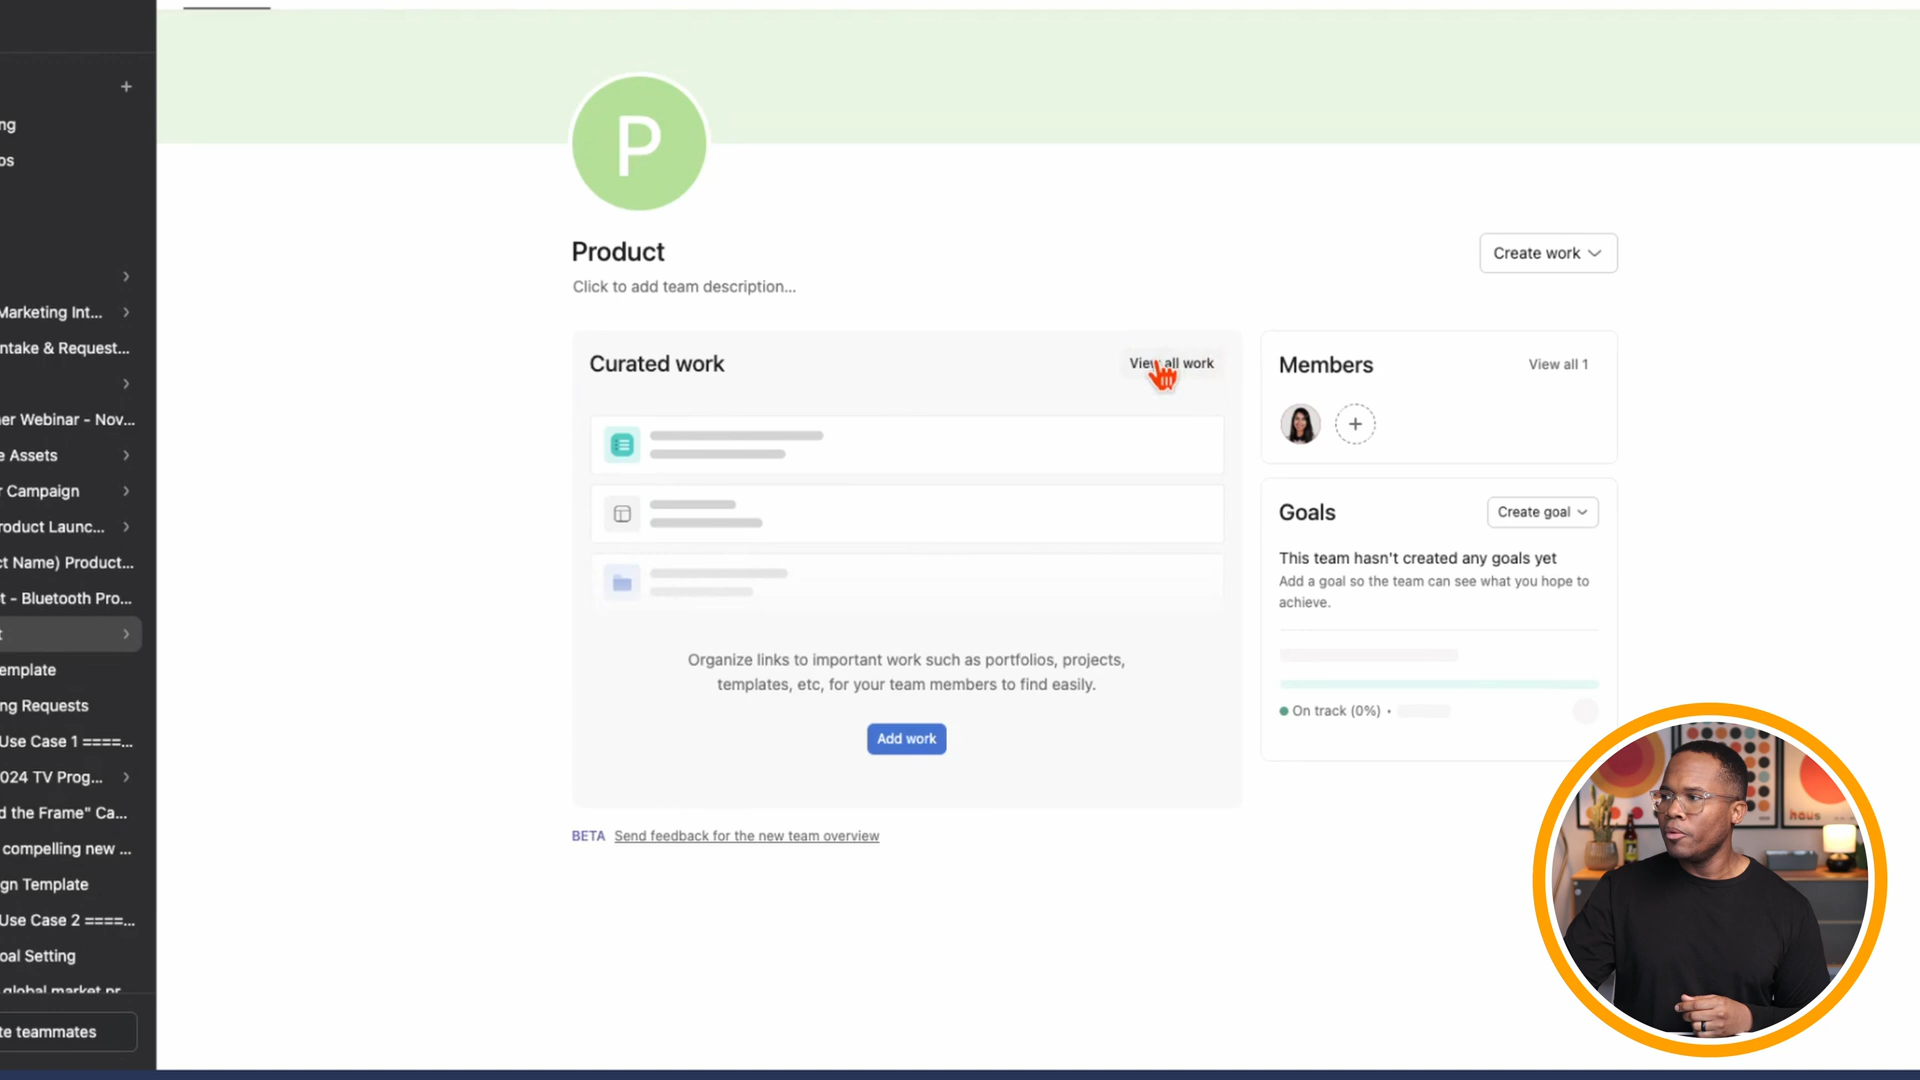 ng
os
Marketing Int...
ntake & Request...
er Webinar - Nov...
e Assets
r Campaign
roduct Launc...
ct Name) Product...
t - Bluetooth Pro...
t
emplate
ng Requests
Use Case 1 ====...
024 TV Prog...
d the Frame" Ca...
compelling new ...
gn Template
Use Case 2 ====...
oal Setting
global market pr
te teammates
P
Product
Click to add team description...
Create work
Curated work
View all work
Organize links to important work such as portfolios, projects,
templates, etc, for your team members to find easily.
Add work
BETA Send feedback for the new team overview
Members
View all 1
Goals
Create goal
This team hasn't created any goals yet
Add a goal so the team can see what you hope to
achieve.
On track (0%) •
haus